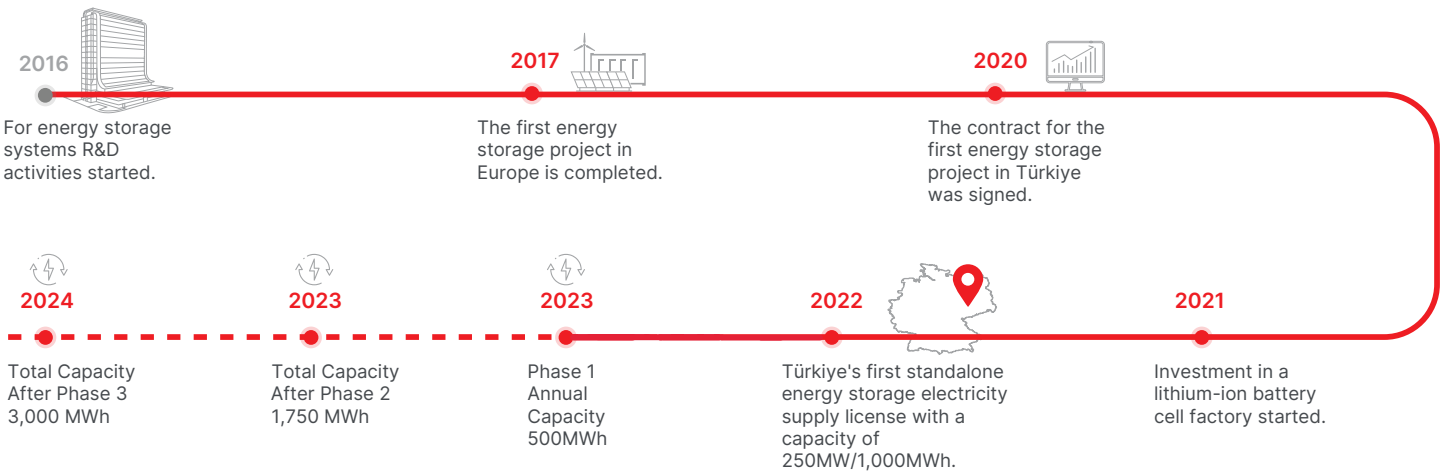 2016
For energy storage
systems R&D
activities started.
2017
The first energy
storage project in
Europe is completed.
2020
The contract for the
first energy storage
project in Türkiye
was signed.
2021
Investment in a
lithium-ion battery
cell factory started.
2022
Türkiye's first standalone
energy storage electricity
supply license with a
capacity of
250MW/1,000MWh.
2023
Phase 1
Annual
Capacity
500MWh
2023
Total Capacity
After Phase 2
1,750 MWh
2024
Total Capacity
After Phase 3
3,000 MWh